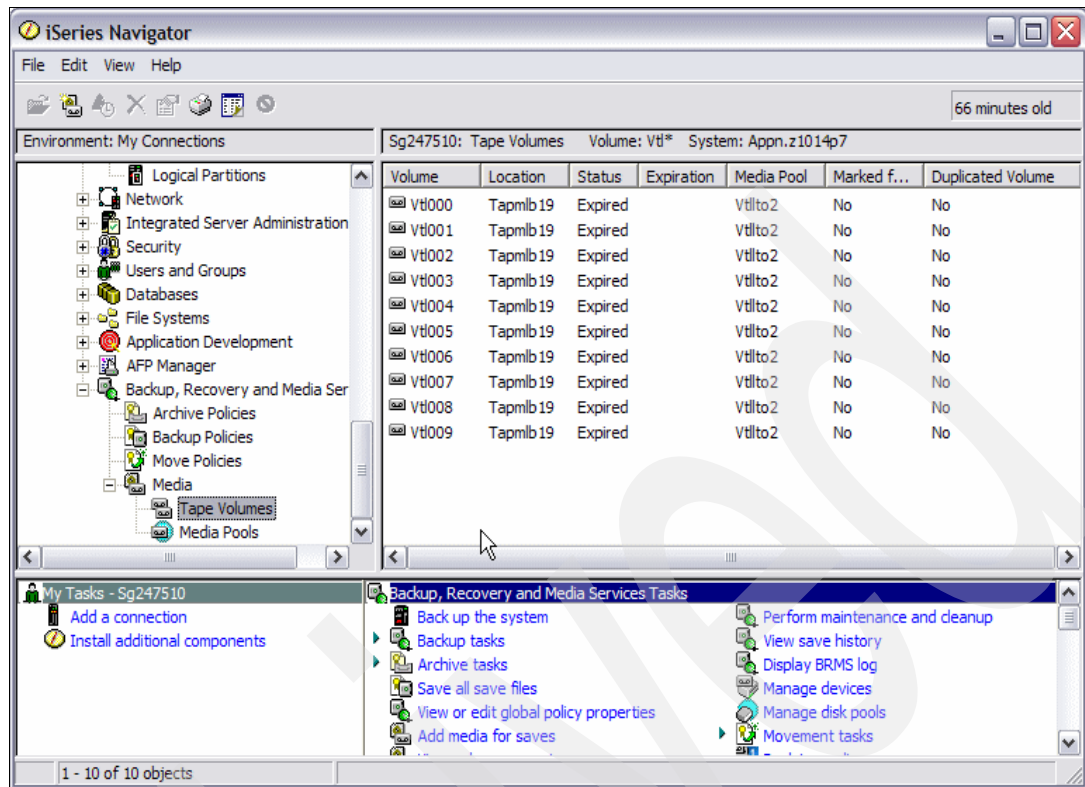 iSeries Navigator
File Edit View Help
66 minutes old
Environment: My Connections
Sg247510: Tape Volumes Volume: Vtl* System: Appn.z1014p7
Logical Partitions
Network
Integrated Server Administration
Security
Users and Groups
Databases
File Systems
Application Development
AFP Manager
Backup, Recovery and Media Ser
Archive Policies
Backup Policies
Move Policies
Media
Tape Volumes
Media Pools
Volume Location Status Expiration Media Pool Marked f... Duplicated Volume
Vtl000 Tapmlb19 Expired Vtllto2 No No
Vtl001 Tapmlb19 Expired Vtllto2 No No
Vtl002 Tapmlb19 Expired Vtllto2 No No
Vtl003 Tapmlb19 Expired Vtllto2 No No
Vtl004 Tapmlb19 Expired Vtllto2 No No
Vtl005 Tapmlb19 Expired Vtllto2 No No
Vtl006 Tapmlb19 Expired Vtllto2 No No
Vtl007 Tapmlb19 Expired Vtllto2 No No
Vtl008 Tapmlb19 Expired Vtllto2 No No
Vtl009 Tapmlb19 Expired Vtllto2 No No
My Tasks - Sg247510
Add a connection
Install additional components
Backup, Recovery and Media Services Tasks
Back up the system
Backup tasks
Archive tasks
Save all save files
View or edit global policy properties
Add media for saves
Perform maintenance and cleanup
View save history
Display BRMS log
Manage devices
Manage disk pools
Movement tasks
1 - 10 of 10 objects